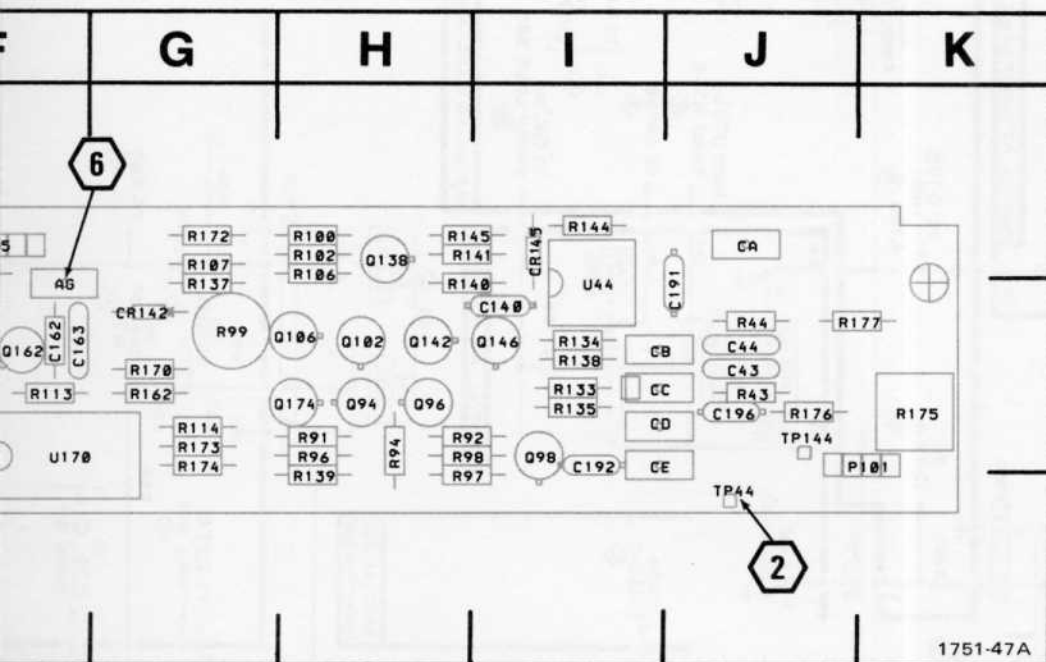 G H I J K
6
R172 R100 R145 R144
5 R102 R141 CR145 CA
R107 Q138
R106
AG R137 R140 U44 C191
CR142 C140
C162 C163 R99 R44 R177
Q162 Q106 Q102 Q142 Q146 R134 CB C44
R138
R170 C43
R113 R162 R133 CC R43
Q174 Q94 Q96 R135 C196 R176 R175
R114 CD
R91 R92 TP144
U170 R173 R96 R94 R98 Q98 C192 CE P101
R174 R139 R97
TP44
2
1751-47A